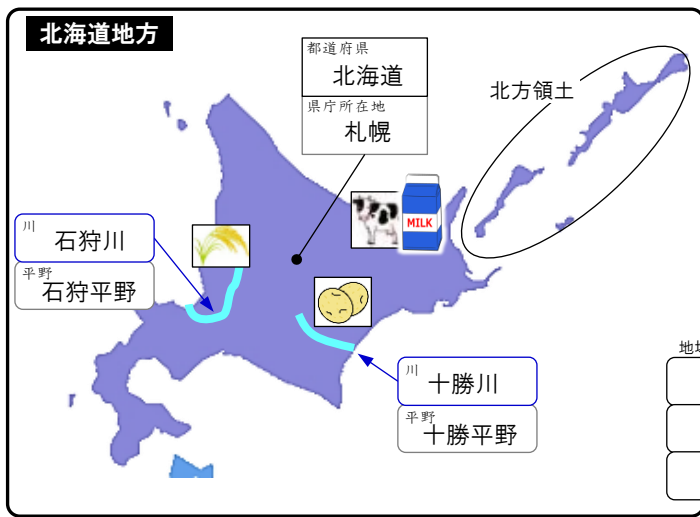 北海道地方
都道府県
北海道
県庁所在地
札幌
北方領土
MILK
川
石狩川
平野
石狩平野
川
十勝川
平野
十勝平野